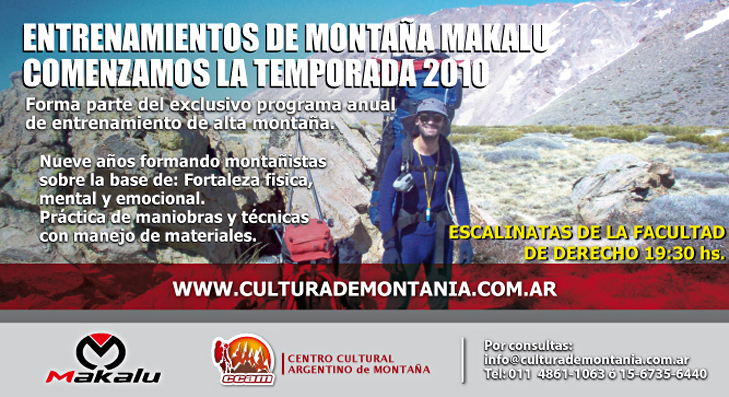 ENTRENAMIENTOS DE MONTAÑA MAKALU
COMENZAMOS LA TEMPORADA 2010
Forma parte del exclusivo programa anual
de entrenamiento de alta montaña.
Nueve años formando montañistas
sobre la base de: Fortaleza fisica,
mental y emocional.
Práctica de maniobras y técnicas
con manejo de materiales.
ESCALINATAS DE LA FACULTAD
DE DERECHO 19:30 hs.
WWW.CULTURADEMONTANIA.COM.AR
Makalu
ccam
CENTRO CULTURAL
ARGENTINO de MONTAÑA
Por consultas:
info@culturademontania.com.ar
Tel: 011 4861-1063 ó 15-6735-6440